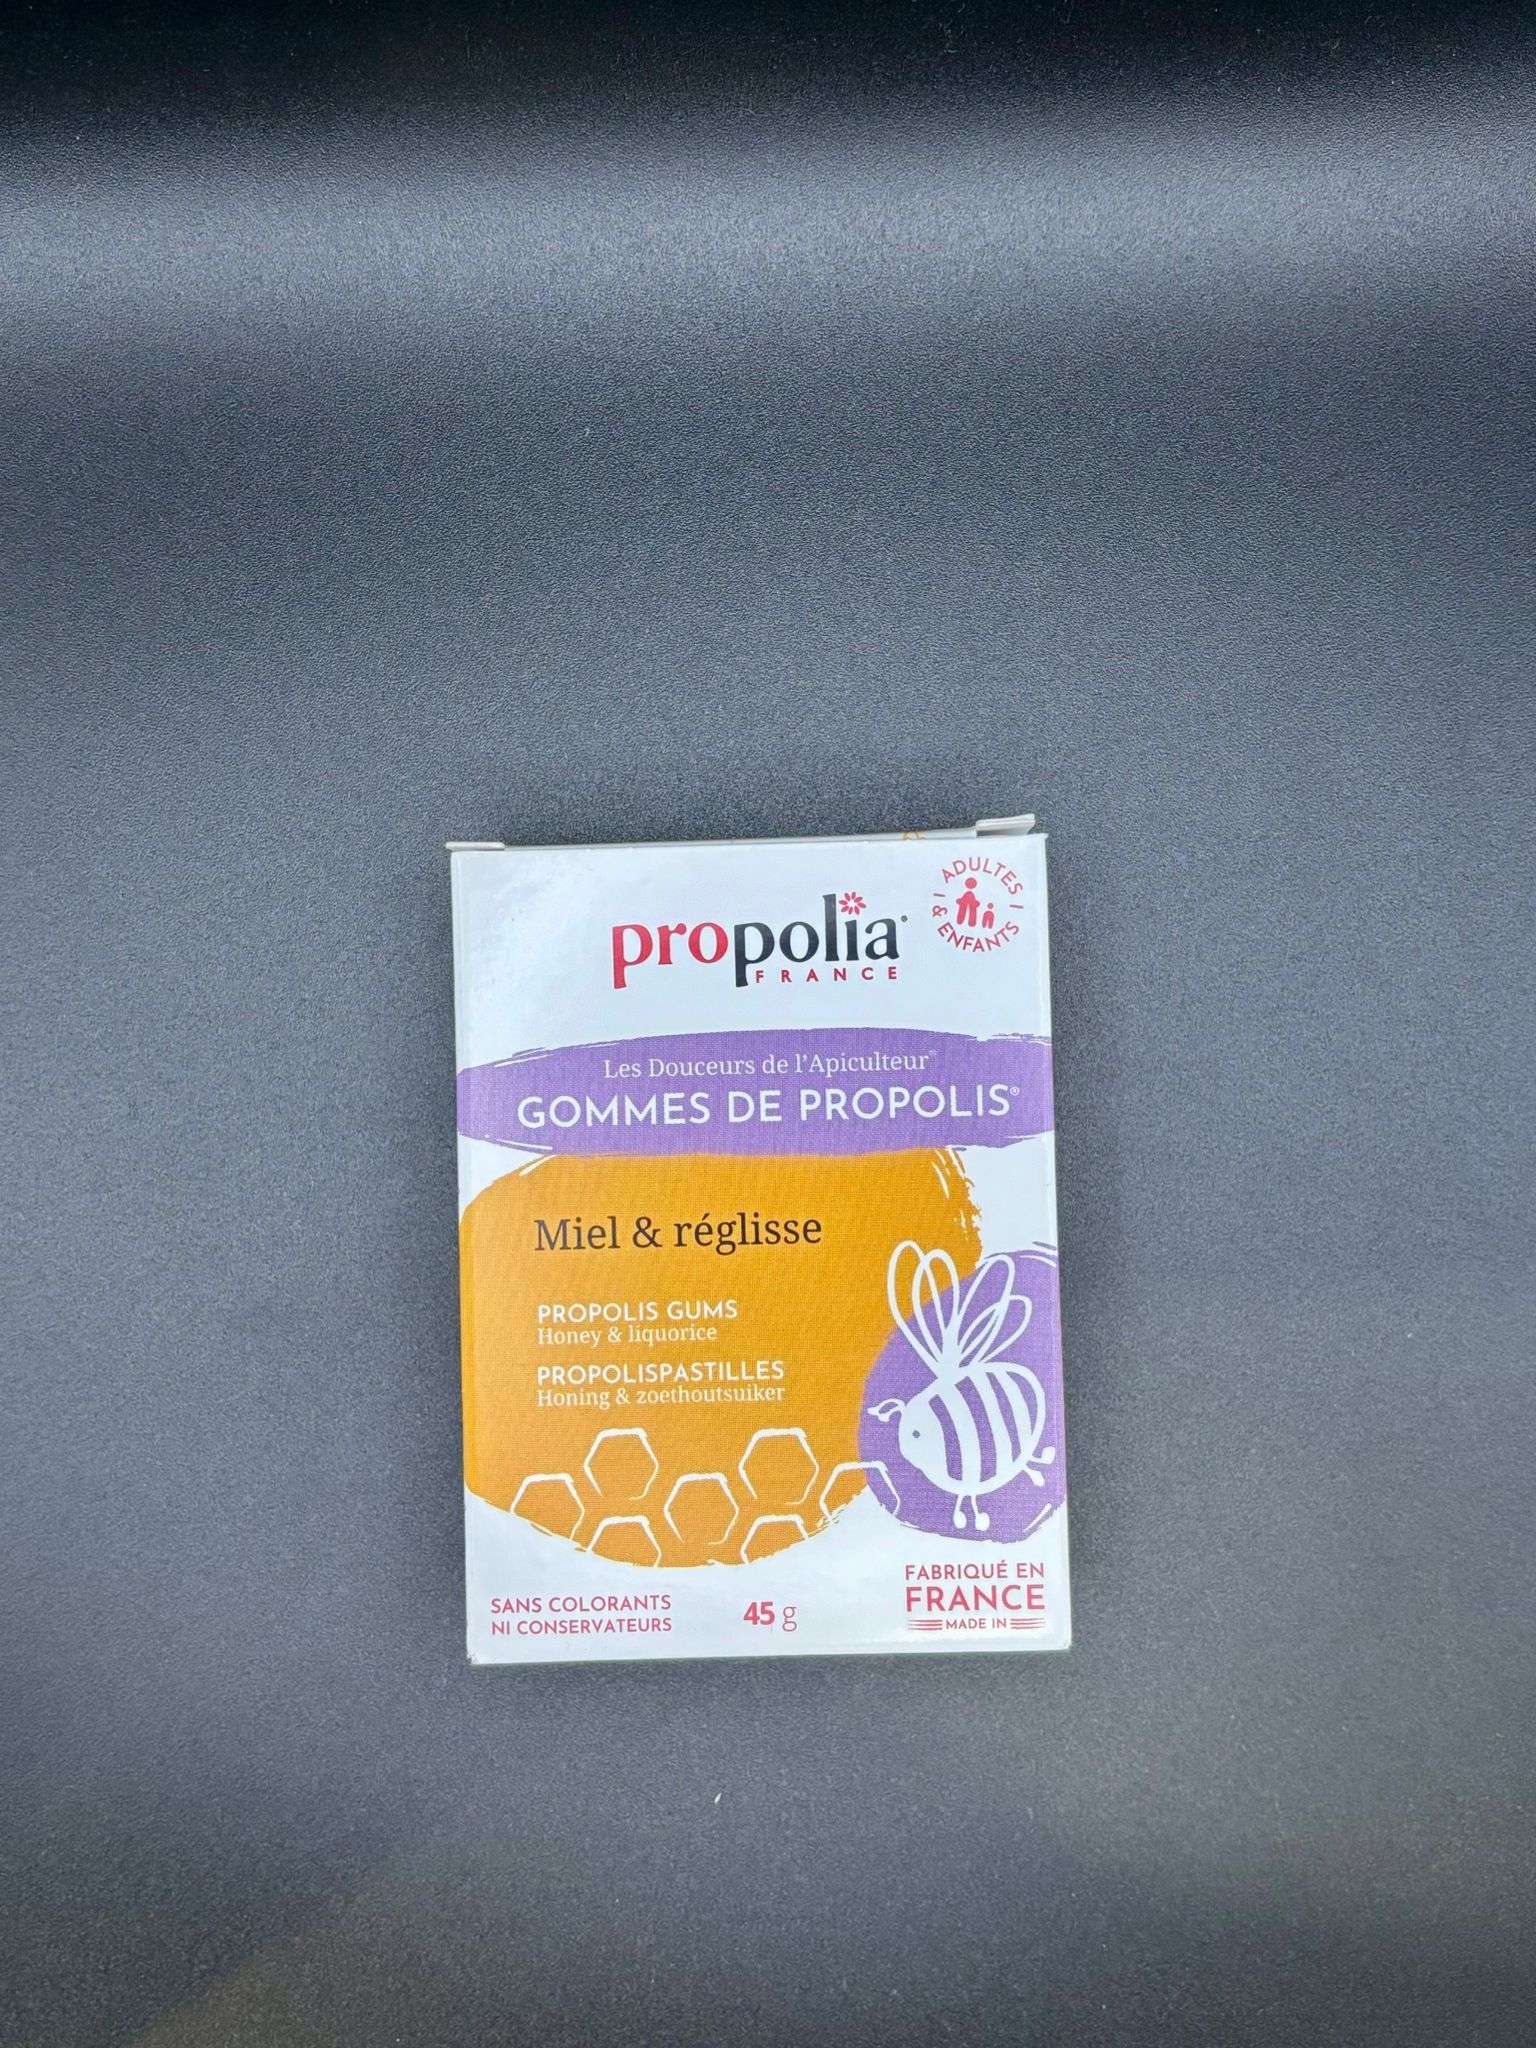 propolia
FRANCE
ADULTES
& ENFANTS
Les Douceurs de l'Apiculteur®
GOMMES DE PROPOLIS®
Miel & réglisse
PROPOLIS GUMS
Honey & liquorice
PROPOLISPASTILLES
Honing & zoethoutsuiker
SANS COLORANTS
NI CONSERVATEURS
45 g
FABRIQUÉ EN
FRANCE
MADE IN